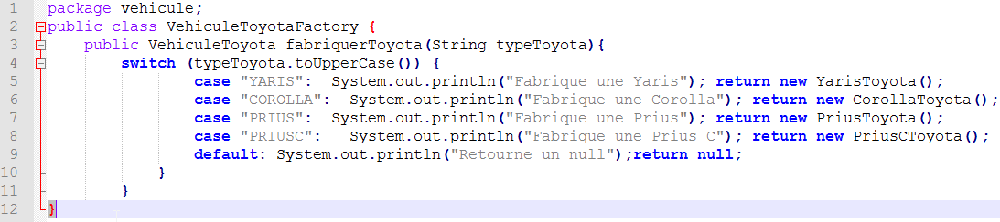 1 package vehicule;
2 public class VehiculeToyotaFactory {
3 public VehiculeToyota fabriquerToyota(String typeToyota){
4 switch (typeToyota.toUpperCase()) {
5 case "YARIS": System.out.println("Fabrique une Yaris"); return new YarisToyota();
6 case "COROLLA": System.out.println("Fabrique une Corolla"); return new CorollaToyota();
7 case "PRIUS": System.out.println("Fabrique une Prius"); return new PriusToyota();
8 case "PRIUSC": System.out.println("Fabrique une Prius C"); return new PriusCToyota();
9 default: System.out.println("Retourne un null");return null;
10 }
11 }
12 }